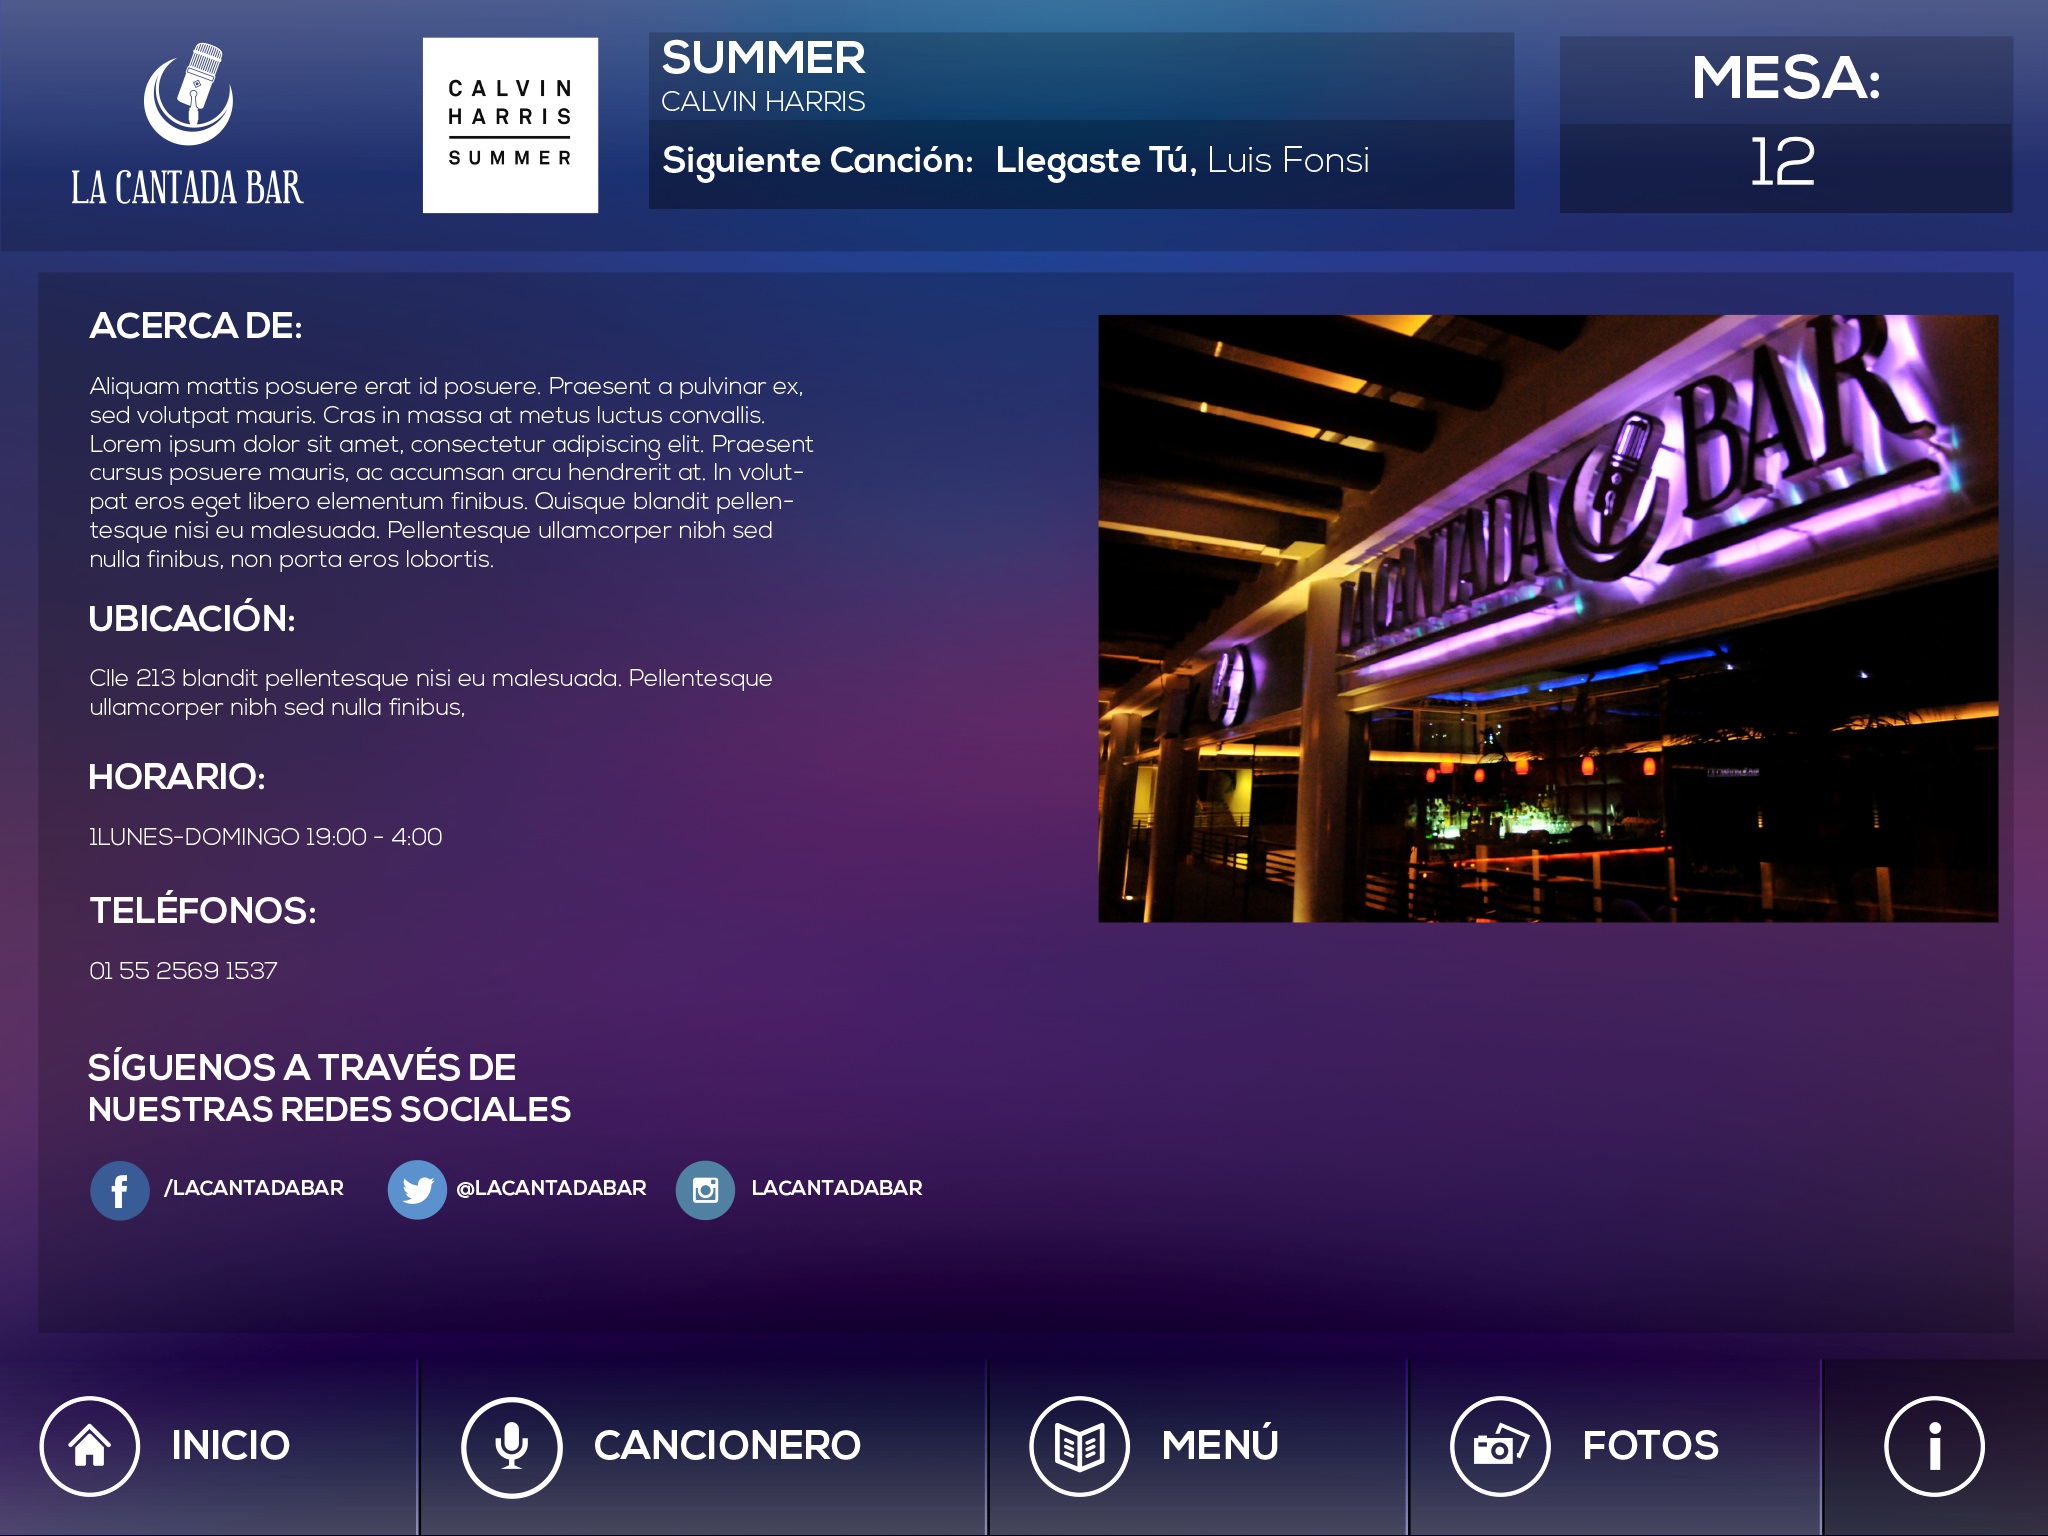 LA CANTADA BAR
CALVIN
HARRIS
SUMMER
SUMMER
CALVIN HARRIS
Siguiente Canción: Llegaste Tú, Luis Fonsi
MESA:
12
ACERCA DE:
Aliquam mattis posuere erat id posuere. Praesent a pulvinar ex,
sed volutpat mauris. Cras in massa at metus luctus convallis.
Lorem ipsum dolor sit amet, consectetur adipiscing elit. Praesent
cursus posuere mauris, ac accumsan arcu hendrerit at. In volut-
pat eros eget libero elementum finibus. Quisque blandit pellen-
tesque nisi eu malesuada. Pellentesque ullamcorper nibh sed
nulla finibus, non porta eros lobortis.
UBICACIÓN:
Clle 213 blandit pellentesque nisi eu malesuada. Pellentesque
ullamcorper nibh sed nulla finibus,
HORARIO:
1LUNES-DOMINGO 19:00 - 4:00
TELÉFONOS:
01 55 2569 1537
SÍGUENOS A TRAVÉS DE
NUESTRAS REDES SOCIALES
/LACANTADABAR @LACANTADABAR LACANTADABAR
LA CANTADA BAR
INICIO
CANCIONERO
MENÚ
FOTOS